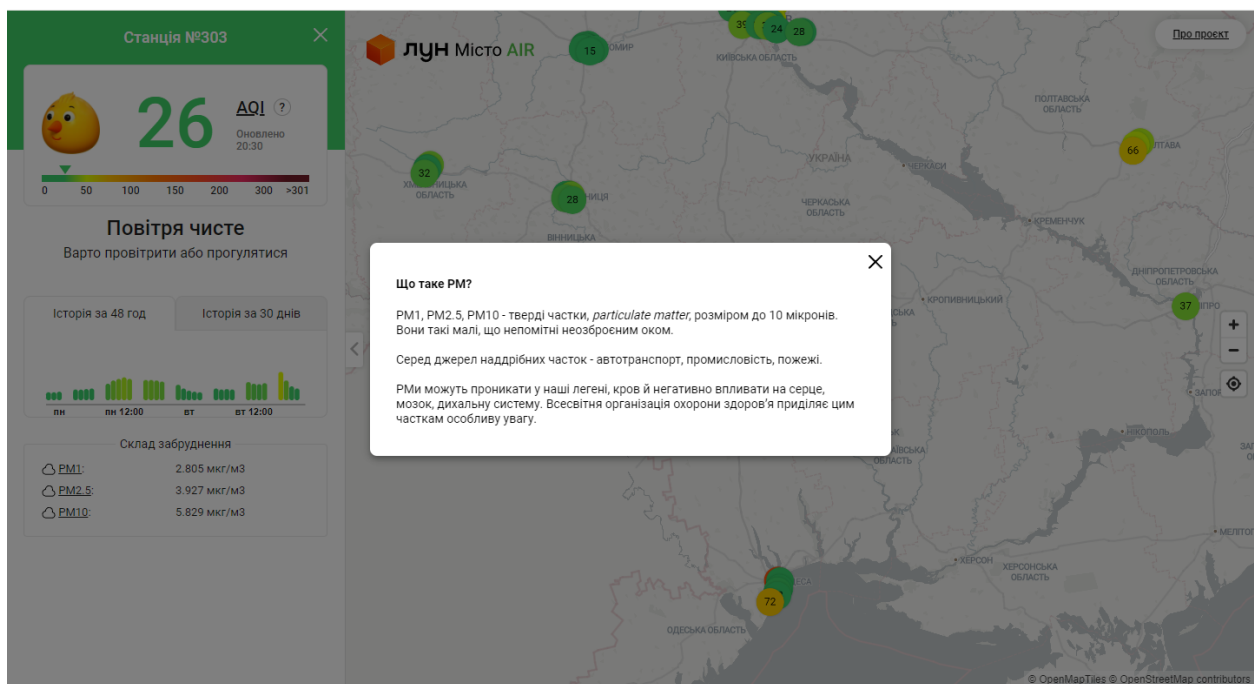 Станція №303
26
AQI ?
Оновлено
20:30
0 50 100 150 200 300 >301
Повітря чисте
Варто провітрити або прогулятися
Історія за 48 год
Історія за 30 днів
пн пн 12:00 вт вт 12:00
Склад забруднення
PM1: 2.805 мкг/м3
PM2.5: 3.927 мкг/м3
PM10: 5.829 мкг/м3
ЛУН Місто AIR
Про проєкт
39
24
28
15
КИЇВСЬКА ОБЛАСТЬ
ПОЛТАВСЬКА
ОБЛАСТЬ
66
УКРАЇНА
ЧЕРКАСИ
32
ОБЛАСТЬ
28
ЧЕРКАСЬКА
ОБЛАСТЬ
КРЕМЕНЧУК
ВІННИЦЬКА
ДНІПРОПЕТРОВСЬКА
ОБЛАСТЬ
КРОПИВНИЦЬКИЙ
37
Що таке PM?
PM1, PM2.5, PM10 - тверді частки, particulate matter, розміром до 10 мікронів.
Вони такі малі, що непомітні неозброєним оком.
Серед джерел наддрібних часток - автотранспорт, промисловість, пожежі.
РМи можуть проникати у наші легені, кров й негативно впливати на серце,
мозок, дихальну систему. Всесвітня організація охорони здоров’я приділяє цим
часткам особливу увагу.
НІКОПОЛЬ
ОБЛАСТЬ
ХЕРСОН
ХЕРСОНСЬКА
ОБЛАСТЬ
72
ОДЕСЬКА ОБЛАСТЬ
© OpenMapTiles © OpenStreetMap contributors